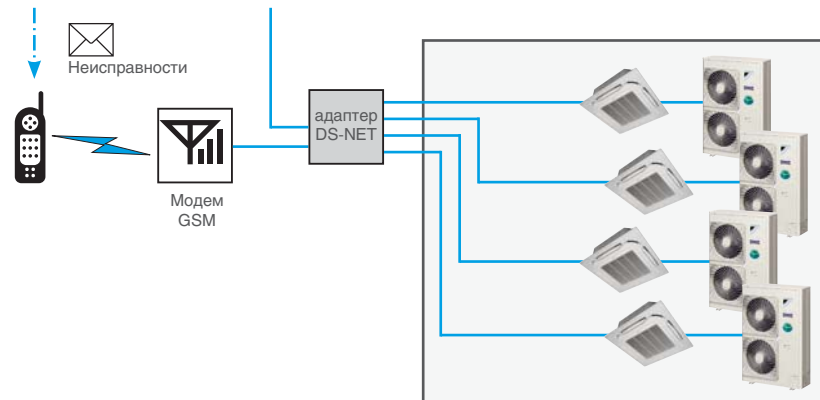 Неисправности
адаптер
DS-NET
Модем
GSM